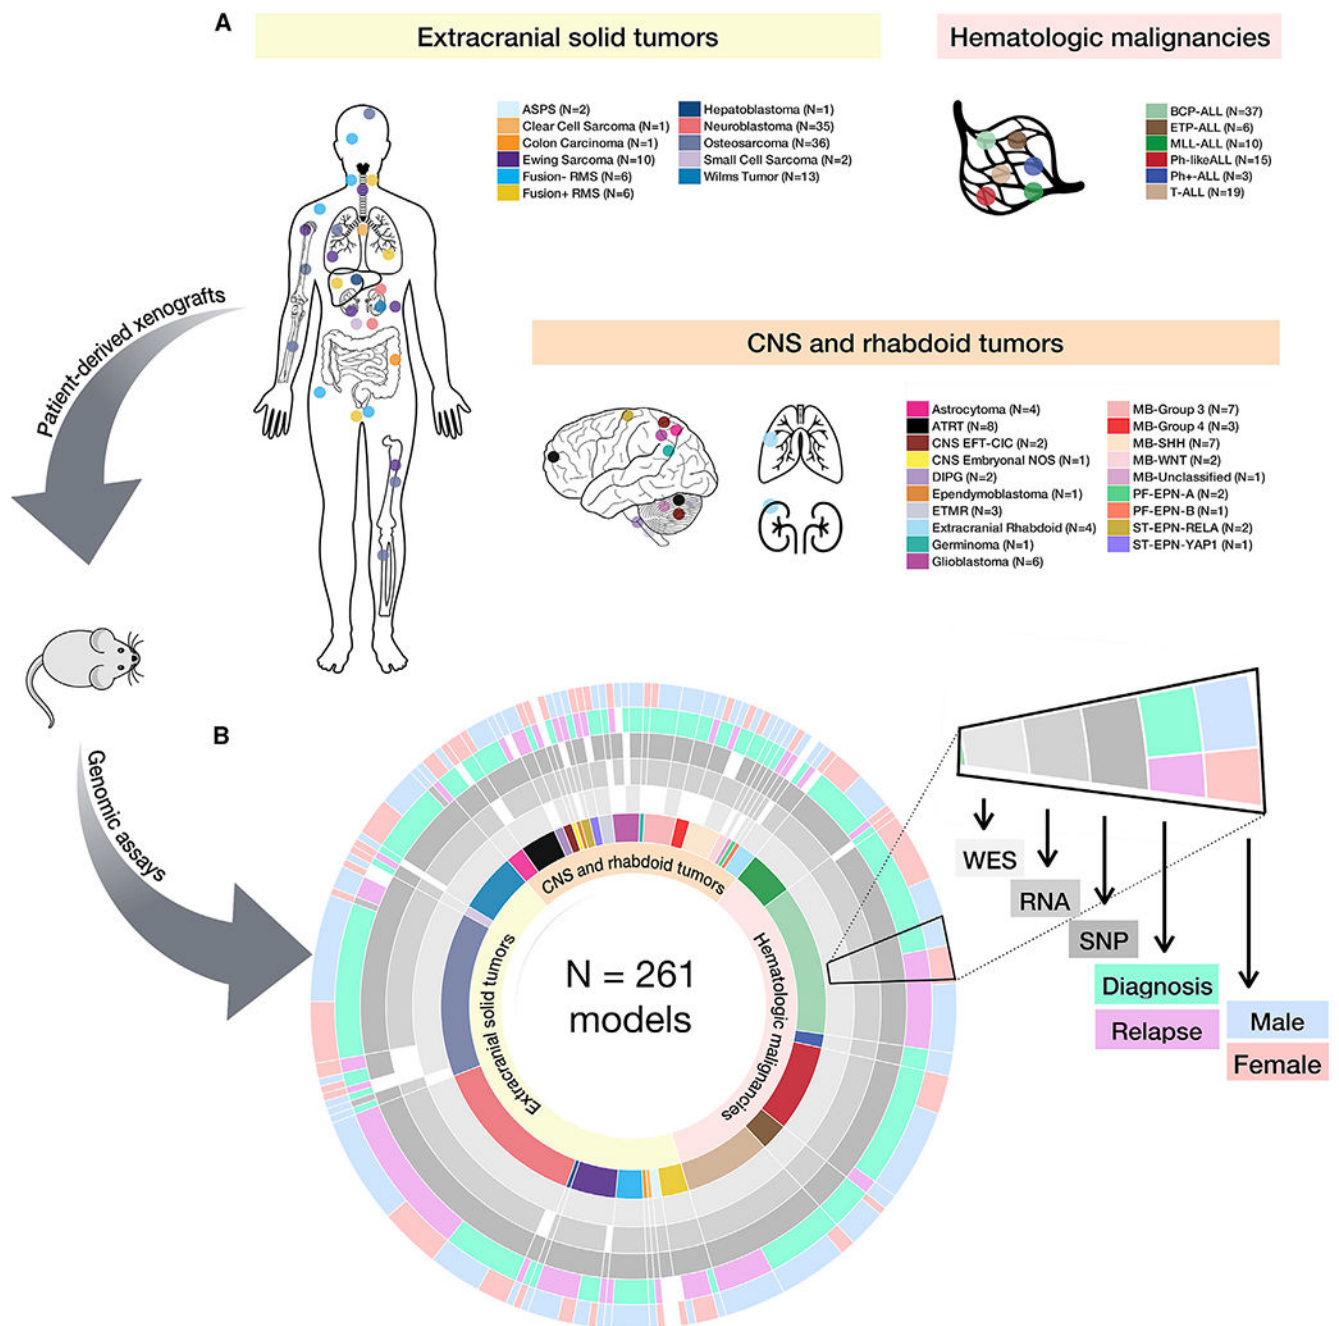 A
Extracranial solid tumors
Hematologic malignancies
ASPS (N=2)
Clear Cell Sarcoma (N=1)
Colon Carcinoma (N=1)
Ewing Sarcoma (N=10)
Fusion- RMS (N=6)
Fusion+ RMS (N=6)
Hepatoblastoma (N=1)
Neuroblastoma (N=35)
Osteosarcoma (N=36)
Small Cell Sarcoma (N=2)
Wilms Tumor (N=13)
BCP-ALL (N=37)
ETP-ALL (N=6)
MLL-ALL (N=10)
Ph-likeALL (N=15)
Ph+-ALL (N=3)
T-ALL (N=19)
Patient-derived xenografts
CNS and rhabdoid tumors
Astrocytoma (N=4)
ATRT (N=8)
CNS EFT-CIC (N=2)
CNS Embryonal NOS (N=1)
DIPG (N=2)
Ependymoblastoma (N=1)
ETMR (N=3)
Extracranial Rhabdoid (N=4)
Germinoma (N=1)
Glioblastoma (N=6)
MB-Group 3 (N=7)
MB-Group 4 (N=3)
MB-SHH (N=7)
MB-WNT (N=2)
MB-Unclassified (N=1)
PF-EPN-A (N=2)
PF-EPN-B (N=1)
ST-EPN-RELA (N=2)
ST-EPN-YAP1 (N=1)
B
Genomic assays
CNS and rhabdoid tumors
Extracranial solid tumors
Hematologic malignancies
N = 261
models
WES
RNA
SNP
Diagnosis
Relapse
Male
Female